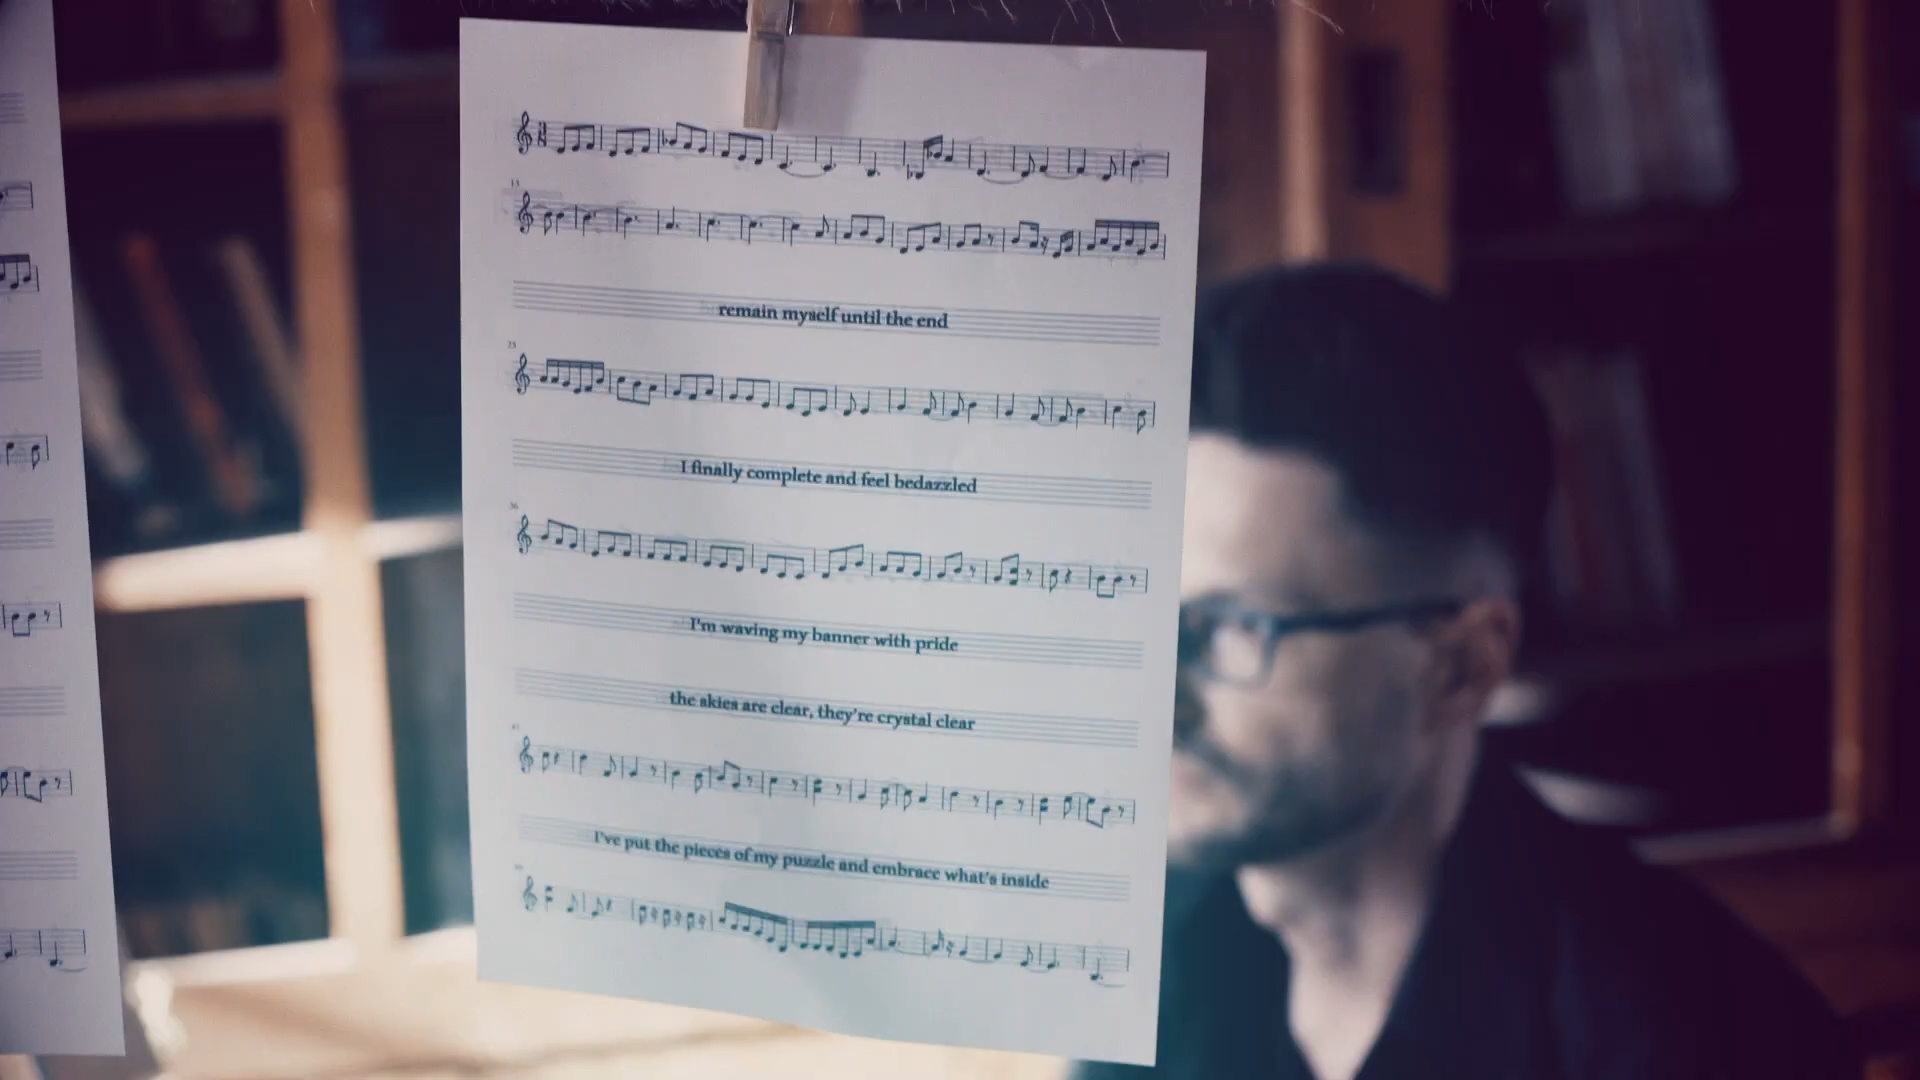 remain myself until the end
I finally complete and feel bedazzled
I'm waving my banner with pride
the skies are clear, they're crystal clear
I've put the pieces of my puzzle and embrace what's inside